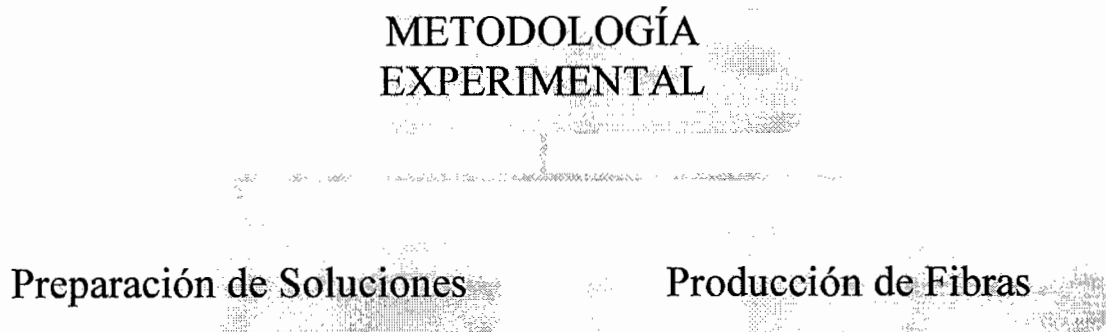 METODOLOGÍA
EXPERIMENTAL
Preparación de Soluciones
Producción de Fibras